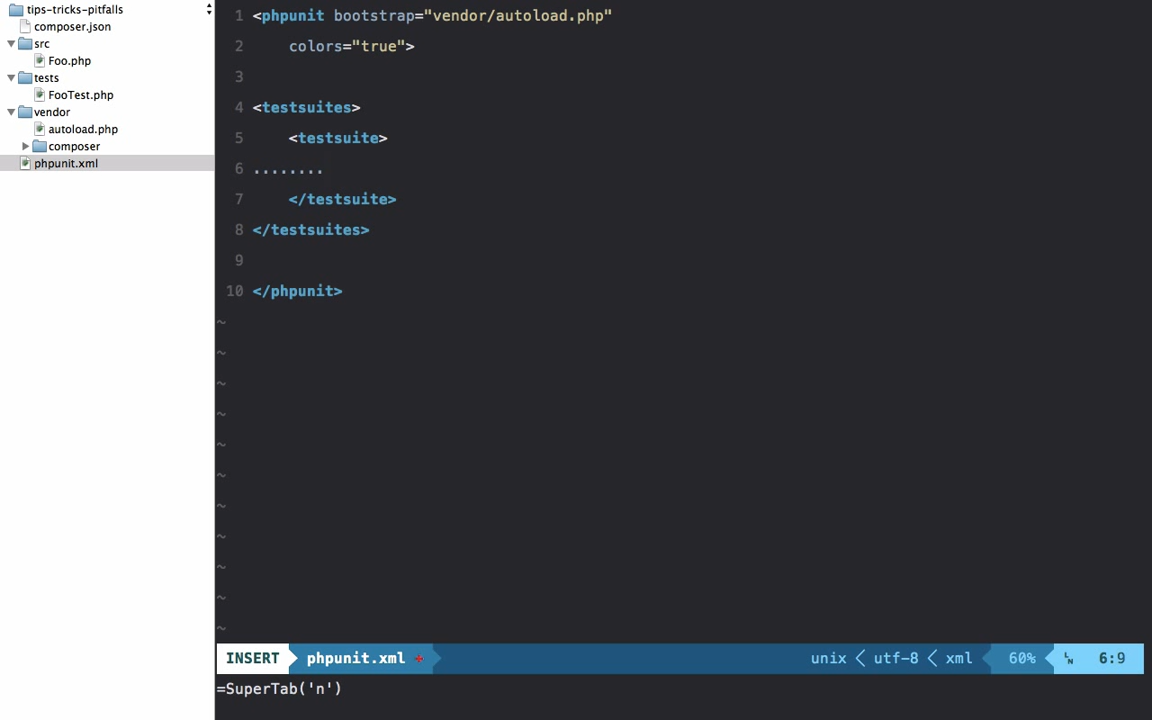 tips-tricks-pitfalls
composer.json
src
Foo.php
tests
FooTest.php
vendor
autoload.php
composer
phpunit.xml
1 <phpunit bootstrap="vendor/autoload.php"
2     colors="true">
3
4 <testsuites>
5     <testsuite>
6 ........
7     </testsuite>
8 </testsuites>
9
10 </phpunit>
~
~
~
~
~
~
~
~
~
~
~
INSERT phpunit.xml + unix < utf-8 < xml 60% LN 6:9
=SuperTab('n')